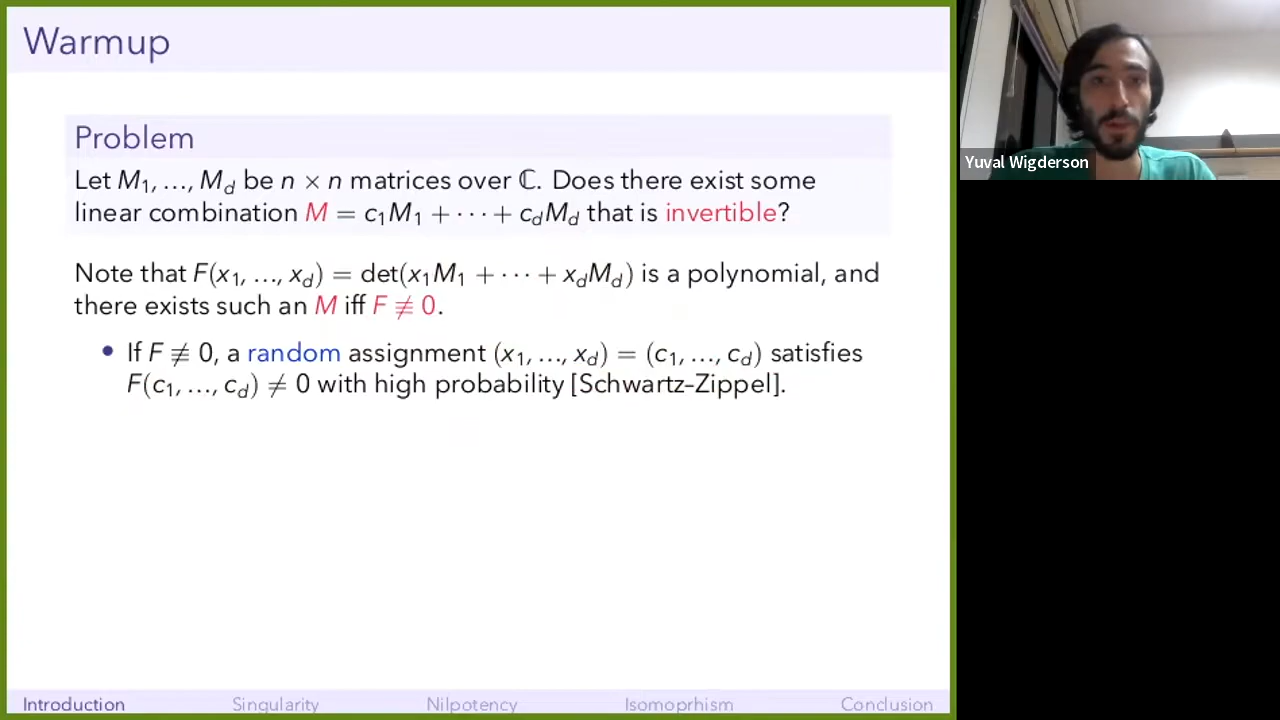 Warmup
Problem
Let M₁, ..., M_d be n × n matrices over ℂ. Does there exist some
linear combination M = c₁M₁ + ⋯ + c_dM_d that is invertible?
Note that F(x₁, ..., x_d) = det(x₁M₁ + ⋯ + x_dM_d) is a polynomial, and
there exists such an M iff F ≢ 0.
• If F ≢ 0, a random assignment (x₁, ..., x_d) = (c₁, ..., c_d) satisfies
F(c₁, ..., c_d) ≠ 0 with high probability [Schwartz–Zippel].
Introduction Singularity Nilpotency Isomoprhism Conclusion
Yuval Wigderson